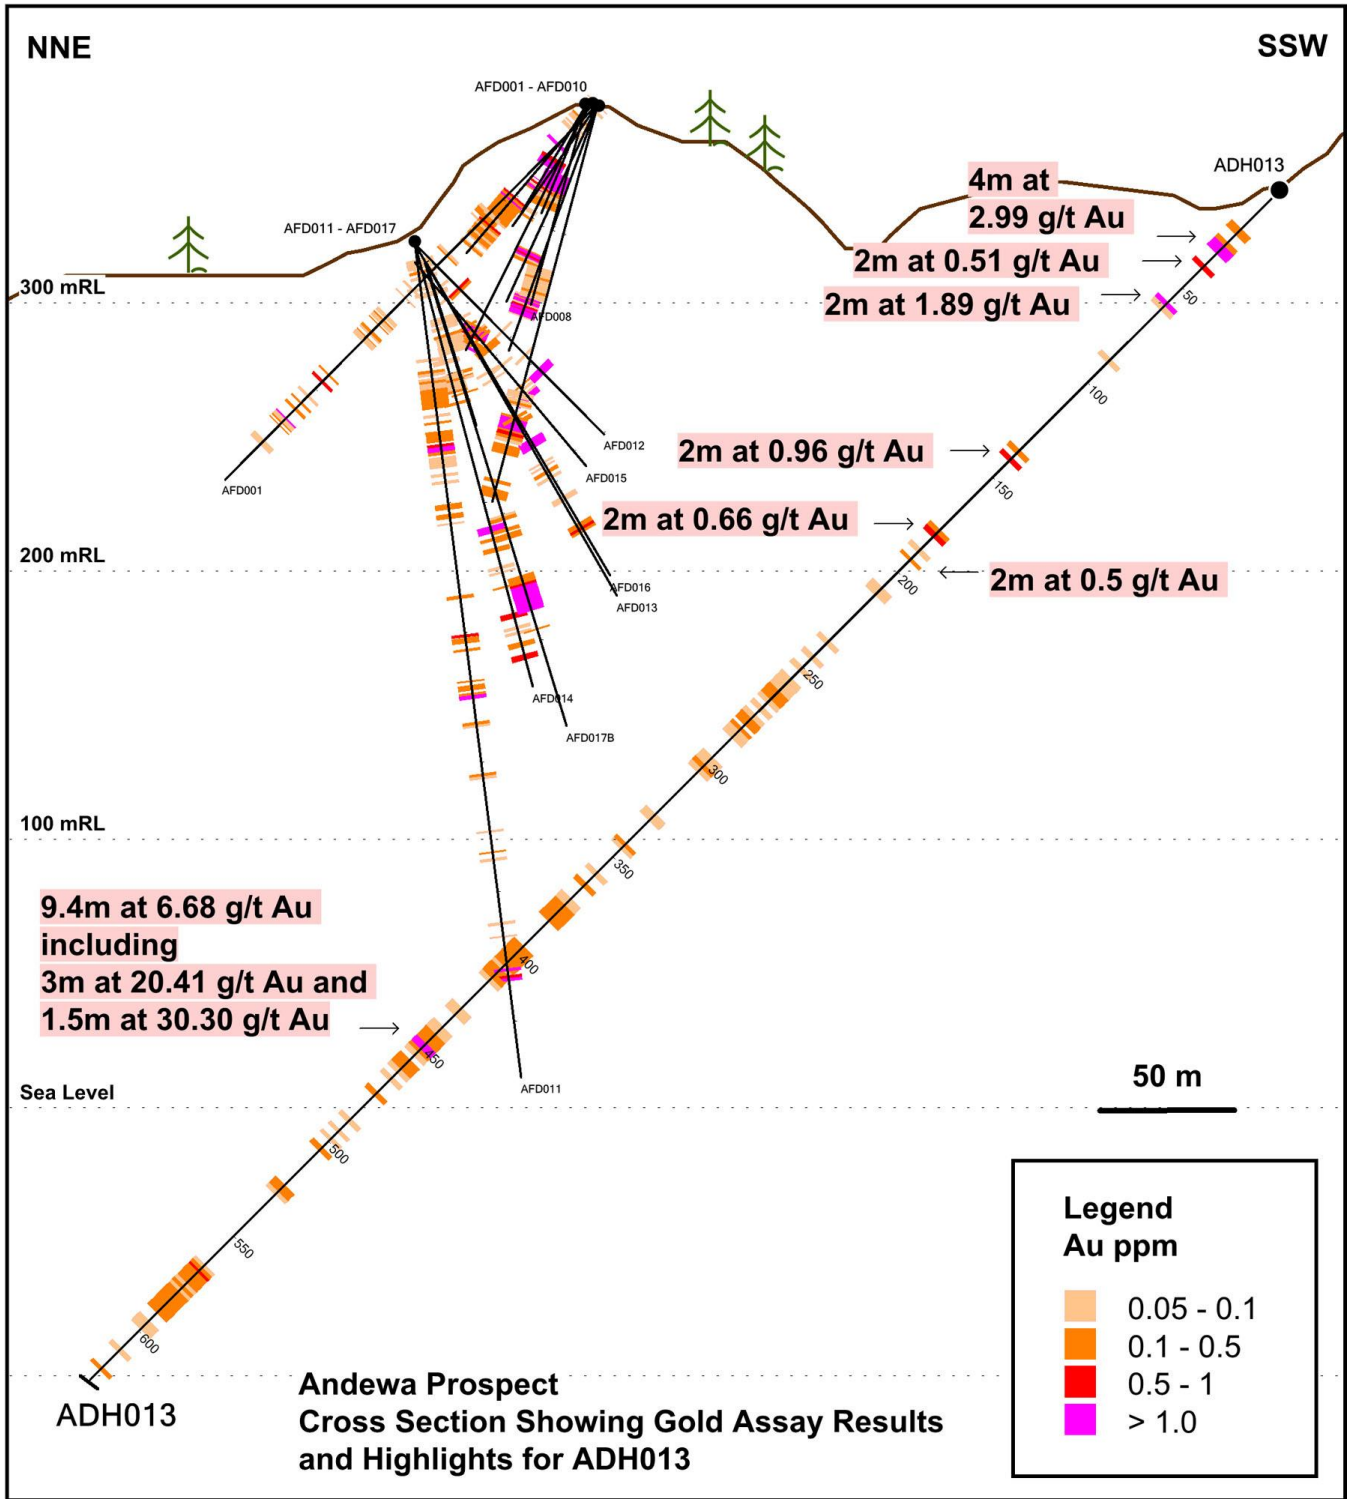 NNE
SSW
AFD001 - AFD010
ADH013
4m at
2.99 g/t Au
AFD011 - AFD017
2m at 0.51 g/t Au
300 mRL
2m at 1.89 g/t Au
50
AFD008
100
AFD012
2m at 0.96 g/t Au
AFD015
AFD001
150
2m at 0.66 g/t Au
200 mRL
AFD016
2m at 0.5 g/t Au
200
AFD013
250
AFD014
AFD017B
300
100 mRL
350
9.4m at 6.68 g/t Au
including
3m at 20.41 g/t Au and
1.5m at 30.30 g/t Au
400
450
AFD011
Sea Level
50 m
500
550
600
Legend
Au ppm
0.05 - 0.1
0.1 - 0.5
0.5 - 1
> 1.0
ADH013
Andewa Prospect
Cross Section Showing Gold Assay Results
and Highlights for ADH013